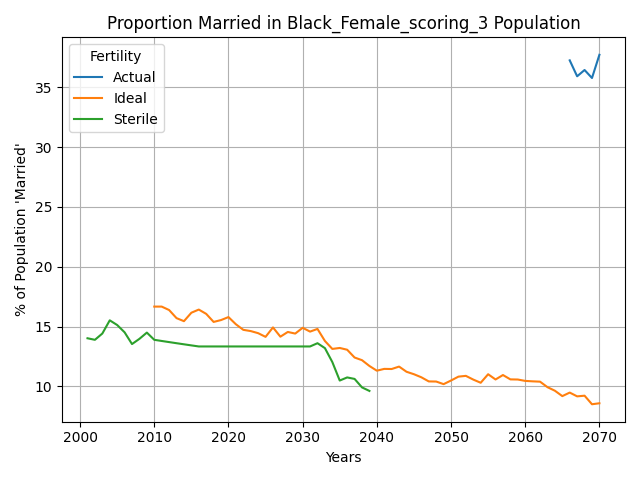 Proportion Married in Black_Female_scoring_3 Population
Fertility
Actual
Ideal
Sterile
% of Population 'Married'
35
30
25
20
15
10
2000 2010 2020 2030 2040 2050 2060 2070
Years